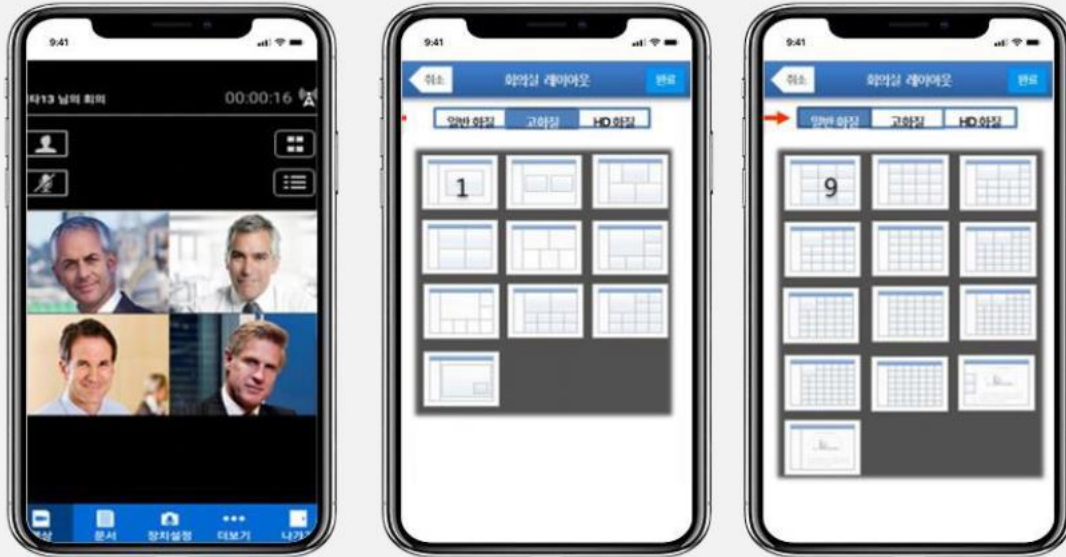 9:41
타13 님의 회의
00:00:16
문서
장치설정
더보기
9:41
취소
회의실 레이아웃
완료
일반 화질
고화질
HD 화질
1
9:41
취소
회의실 레이아웃
완료
일반 화질
고화질
HD 화질
9